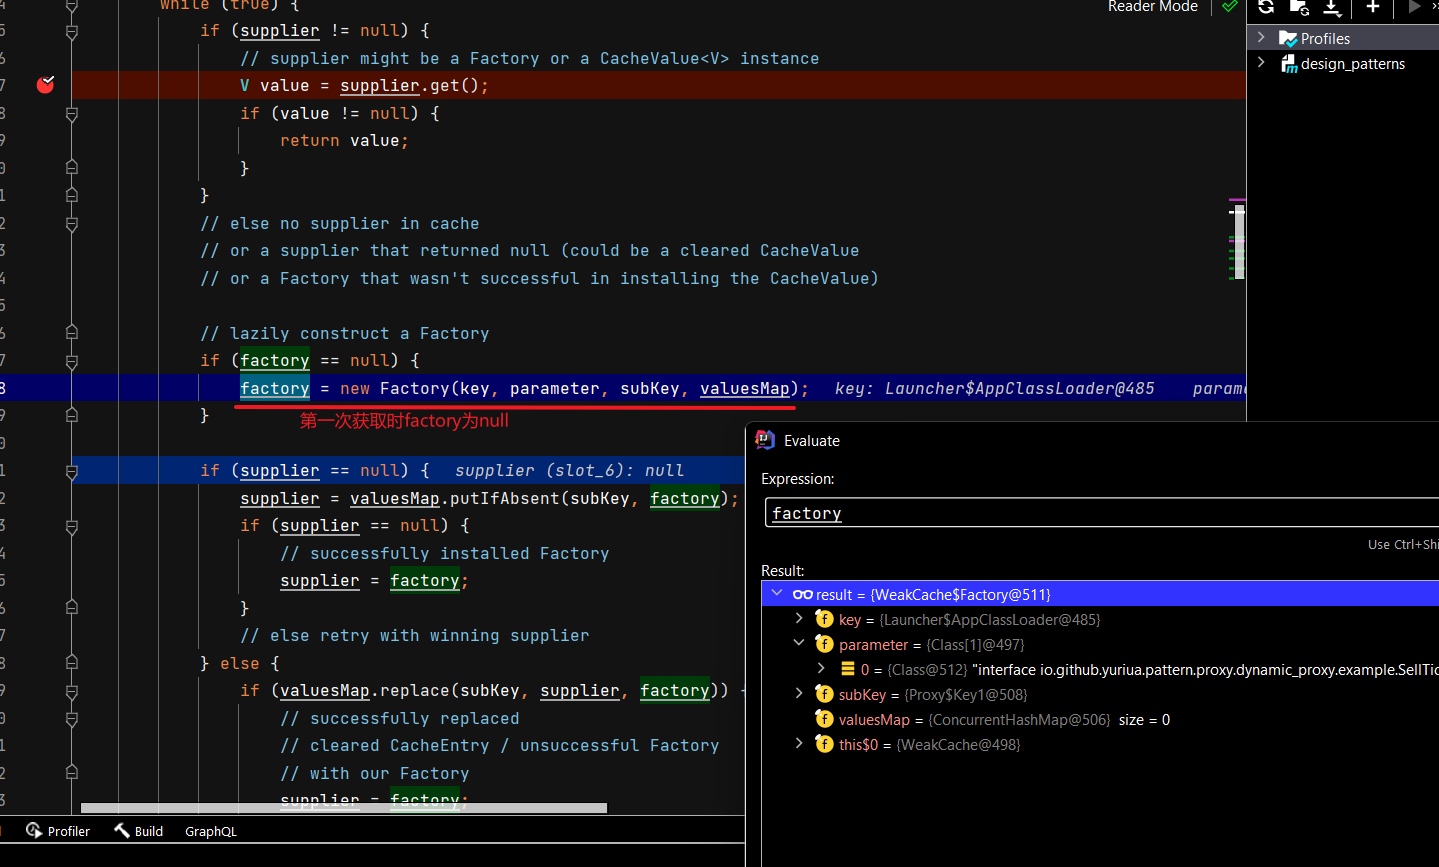 while (true) {
if (supplier != null) {
// supplier might be a Factory or a CacheValue<V> instance
V value = supplier.get();
if (value != null) {
return value;
}
}
// else no supplier in cache
// or a supplier that returned null (could be a cleared CacheValue
// or a Factory that wasn't successful in installing the CacheValue)
// lazily construct a Factory
if (factory == null) {
factory = new Factory(key, parameter, subKey, valuesMap); key: Launcher$AppClassLoader@485 parame
第一次获取时factory为null
}
if (supplier == null) { supplier (slot_6): null
supplier = valuesMap.putIfAbsent(subKey, factory);
if (supplier == null) {
// successfully installed Factory
supplier = factory;
}
// else retry with winning supplier
} else {
if (valuesMap.replace(subKey, supplier, factory)) {
// successfully replaced
// cleared CacheEntry / unsuccessful Factory
// with our Factory
supplier = factory;
Profiler Build GraphQL
Reader Mode
Profiles
design_patterns
Evaluate
Expression:
factory
Use Ctrl+Shi
Result:
result = {WeakCache$Factory@511}
key = {Launcher$AppClassLoader@485}
parameter = {Class[1]@497}
0 = {Class@512} "interface io.github.yuriua.pattern.proxy.dynamic_proxy.example.SellTic
subKey = {Proxy$Key1@508}
valuesMap = {ConcurrentHashMap@506} size = 0
this$0 = {WeakCache@498}